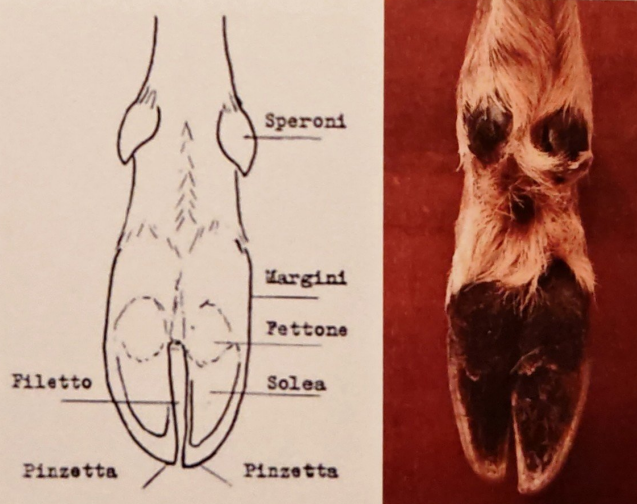 Speroni
Margini
Fettone
Filetto
Solea
Pinzetta
Pinzetta